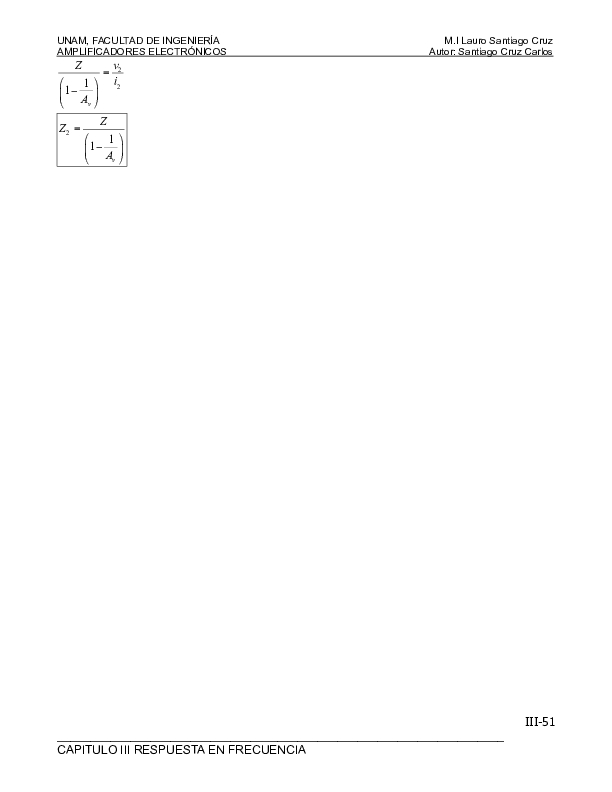 UNAM, FACULTAD DE INGENIERÍA M.I Lauro Santiago Cruz
AMPLIFICADORES ELECTRÓNICOS Autor: Santiago Cruz Carlos
\frac{Z}{\left(1-\frac{1}{A_v}\right)} = \frac{v_2}{i_2}
Z_2 = \frac{Z}{\left(1-\frac{1}{A_v}\right)}
III-51
CAPITULO III RESPUESTA EN FRECUENCIA